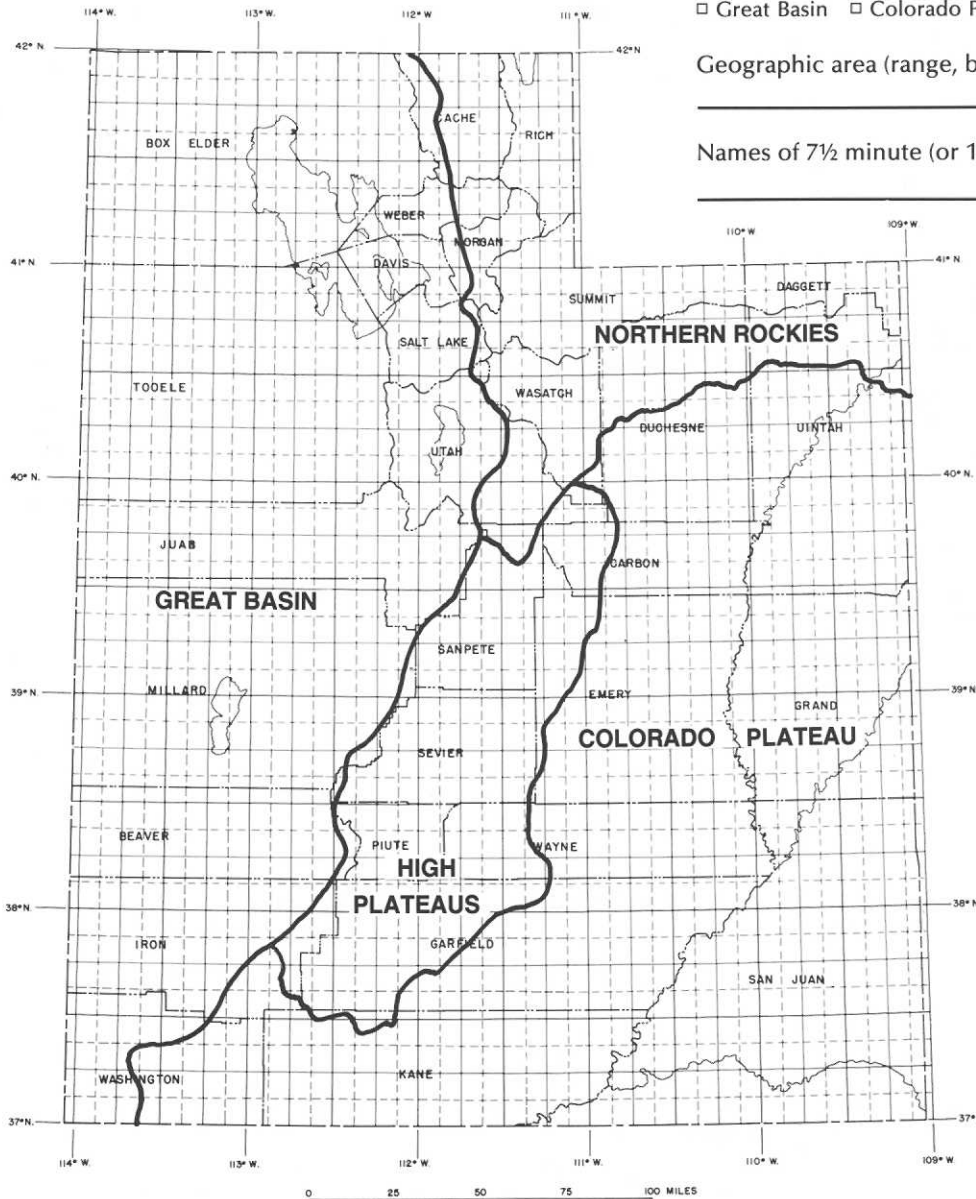 114° W.
112° W.
111° W.
□ Great Basin □ Colorado
Geographic area (range, b
Names of 7½ minute (or 1
42° N.
42° N
CACHE
BOX ELDER
RICH
WEBER
MORGAN
DAVIS
110° W.
109° W
41° N.
41° N
DAGGETT
SUMMIT
NORTHERN ROCKIES
SALT LAKE
TOOELE
WASATCH
DUCHESNE
UINTAH
UTAH
40° N.
40° N
JUAB
CARBON
GREAT BASIN
SANPETE
39° N.
39° N
MILLARD
EMERY
GRAND
COLORADO PLATEAU
SEVIER
BEAVER
PIUTE
WAYNE
HIGH
PLATEAUS
38° N.
38° N
IRON
GARFIELD
SAN JUAN
WASHINGTON
KANE
37° N.
37° N
114° W.
113° W.
112° W.
111° W.
110° W.
109° W
0 25 50 75 100 MILES